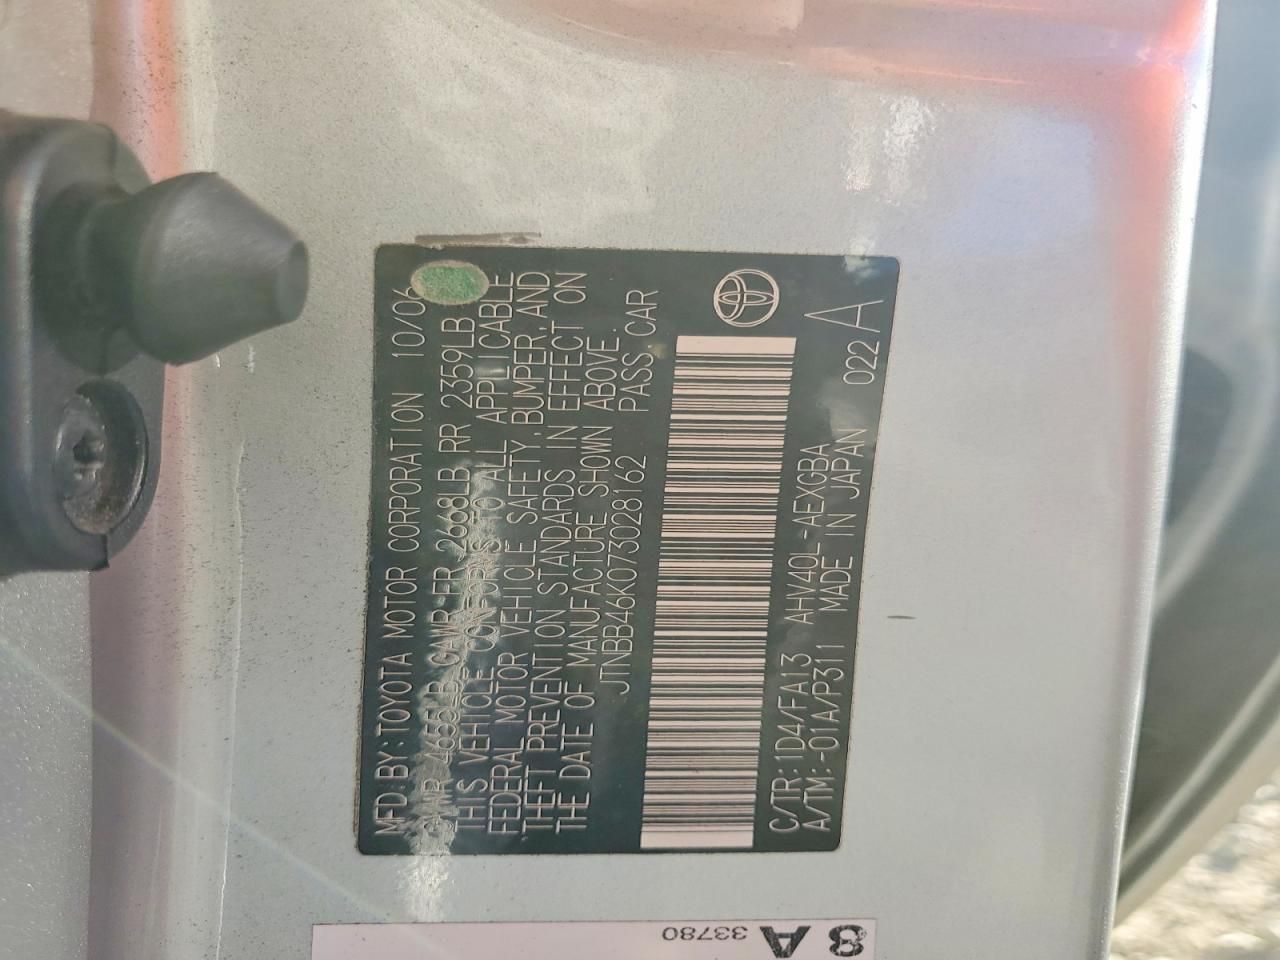 MFD.BY:TOYOTA MOTOR CORPORATION 10/06
GVWR 4655LB GAWR FR 2668LB RR 2359LB
THIS VEHICLE CONFORMS TO ALL APPLICABLE
FEDERAL MOTOR VEHICLE SAFETY,BUMPER,AND
THEFT PREVENTION STANDARDS IN EFFECT ON
THE DATE OF MANUFACTURE SHOWN ABOVE.
JTNBB46K073028162 PASS CAR
C/TR:1D4/FA13 AHV40L-AEXGBA 022 A
A/TM:-01A/P311 MADE IN JAPAN
8 A
33780